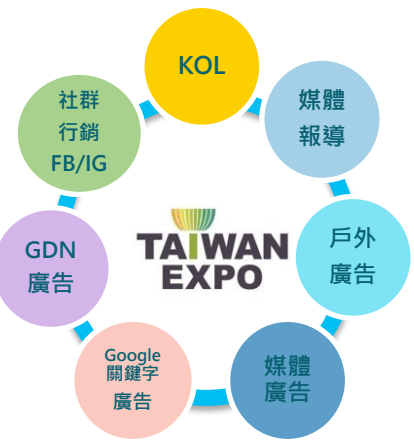 KOL
媒體
報導
戶外
廣告
媒體
廣告
Google
關鍵字
廣告
GDN
廣告
社群
行銷
FB/IG
TAIWAN
EXPO